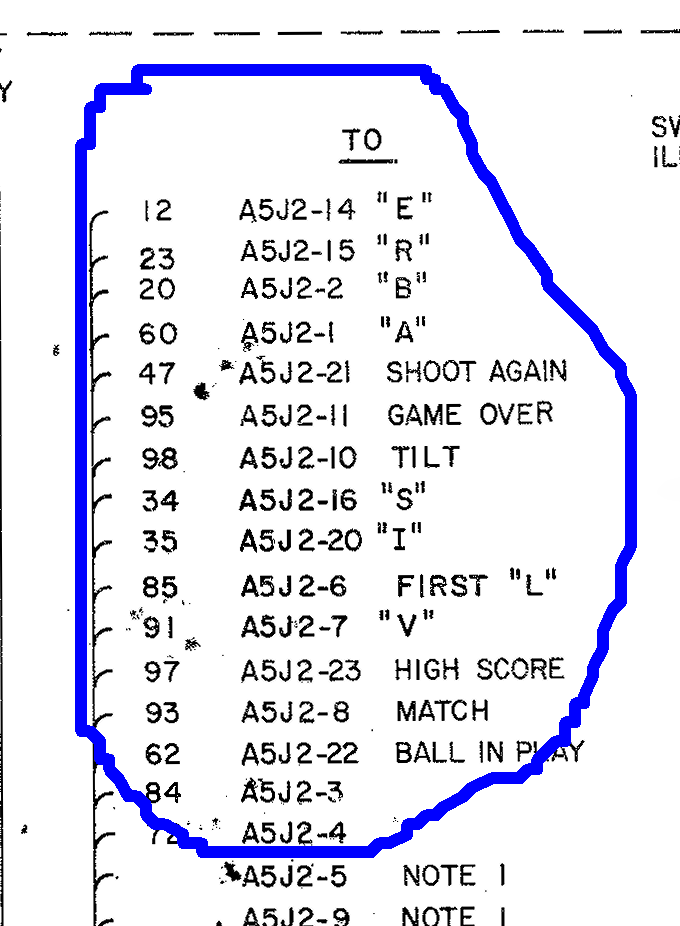 Y
TO
12 A5J2-14 "E"
23 A5J2-15 "R"
20 A5J2-2 "B"
60 A5J2-1 "A"
47 A5J2-21 SHOOT AGAIN
95 A5J2-11 GAME OVER
98 A5J2-10 TILT
34 A5J2-16 "S"
35 A5J2-20 "I"
85 A5J2-6 FIRST "L"
91 A5J2-7 "V"
97 A5J2-23 HIGH SCORE
93 A5J2-8 MATCH
62 A5J2-22 BALL IN PLAY
84 A5J2-3
72 A5J2-4
A5J2-5 NOTE 1
A5J2-9 NOTE 1